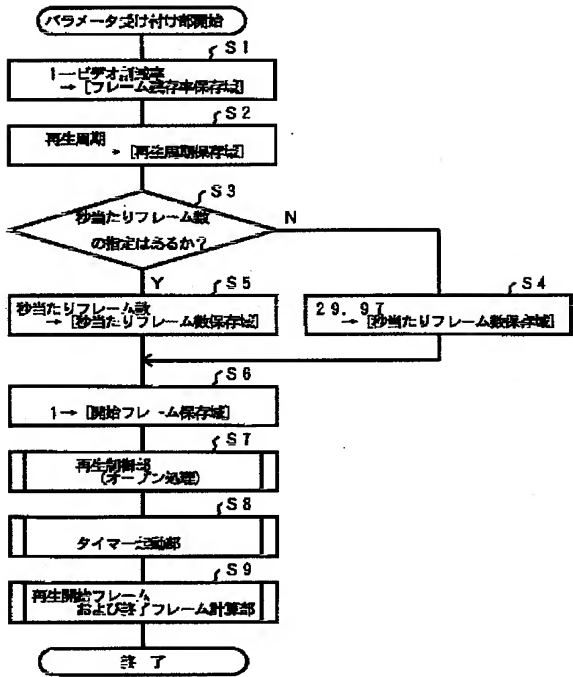 パラメータ受け付け部開始
S1
1-ビデオ削減率
→ [フレーム残存率保存域]
S2
再生周期
→ [再生周期保存域]
S3
秒当たりフレーム数
の指定はあるか？
N
Y
S5
秒当たりフレーム数
→ [秒当たりフレーム数保存域]
S4
29.97
→ [秒当たりフレーム数保存域]
S6
1→ [開始フレーム保存域]
S7
再生制御部
(オープン処理)
S8
タイマー起動部
S9
再生開始フレーム
および終了フレーム計算部
終了